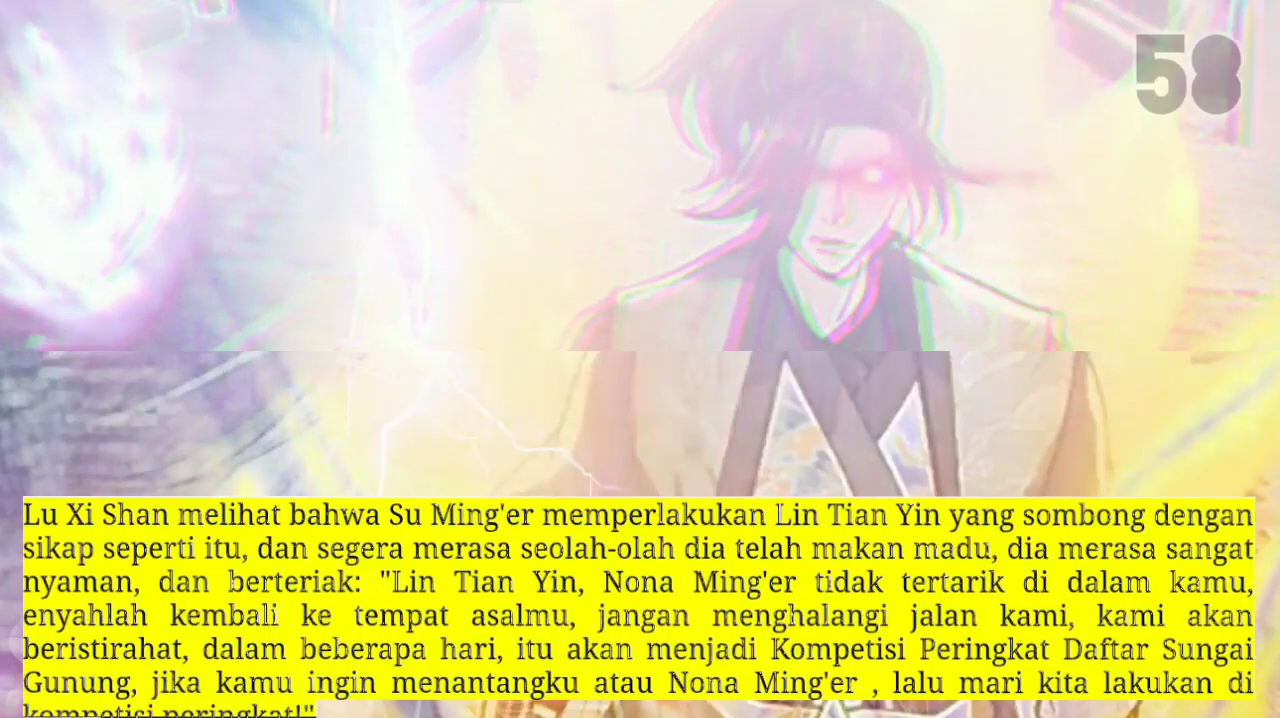 58
Lu Xi Shan melihat bahwa Su Ming'er memperlakukan Lin Tian Yin yang sombong dengan
sikap seperti itu, dan segera merasa seolah-olah dia telah makan madu, dia merasa sangat
nyaman, dan berteriak: "Lin Tian Yin, Nona Ming'er tidak tertarik di dalam kamu,
enyahlah kembali ke tempat asalmu, jangan menghalangi jalan kami, kami akan
beristirahat, dalam beberapa hari, itu akan menjadi Kompetisi Peringkat Daftar Sungai
Gunung, jika kamu ingin menantangku atau Nona Ming'er , lalu mari kita lakukan di
kompetisi peringkat!"